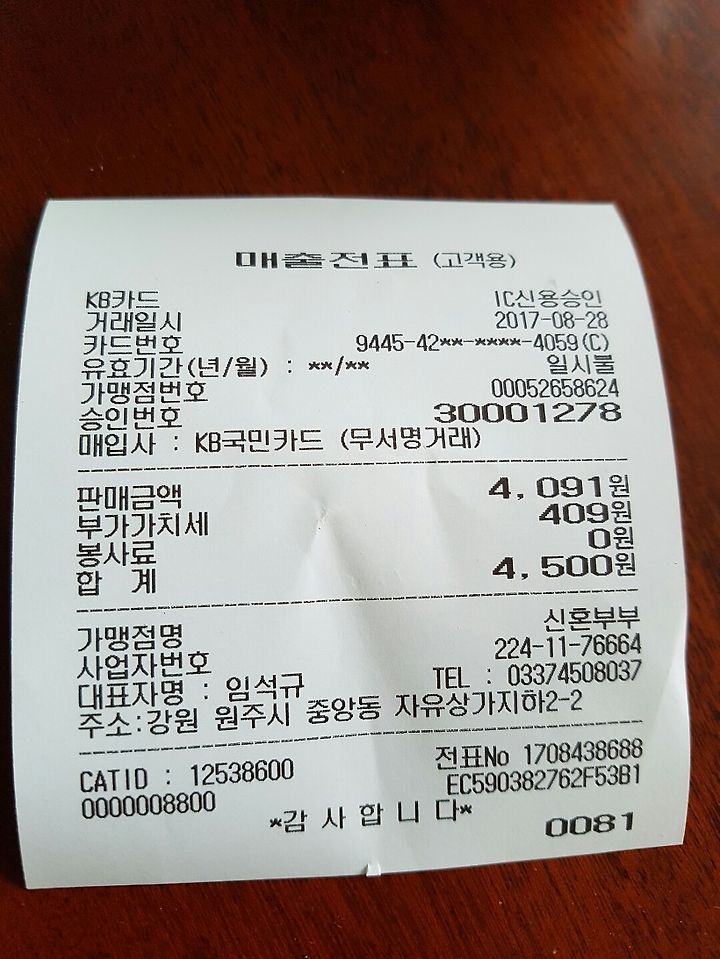 매출전표 (고객용)
KB카드 IC신용승인
거래일시 2017-08-28
카드번호 9445-42**-****-4059(C)
유효기간(년/월) : **/** 일시불
가맹점번호 00052658624
승인번호 30001278
매입사 : KB국민카드 (무서명거래)
판매금액 4,091원
부가가치세 409원
봉사료 0원
합 계 4,500원
가맹점명 신혼부부
사업자번호 224-11-76664
대표자명 : 임석규 TEL : 03374508037
주소:강원 원주시 중앙동 자유상가지하2-2
CATID : 12538600 전표No 1708438688
0000008800 EC590382762F53B1
*감 사 합 니 다* 0081